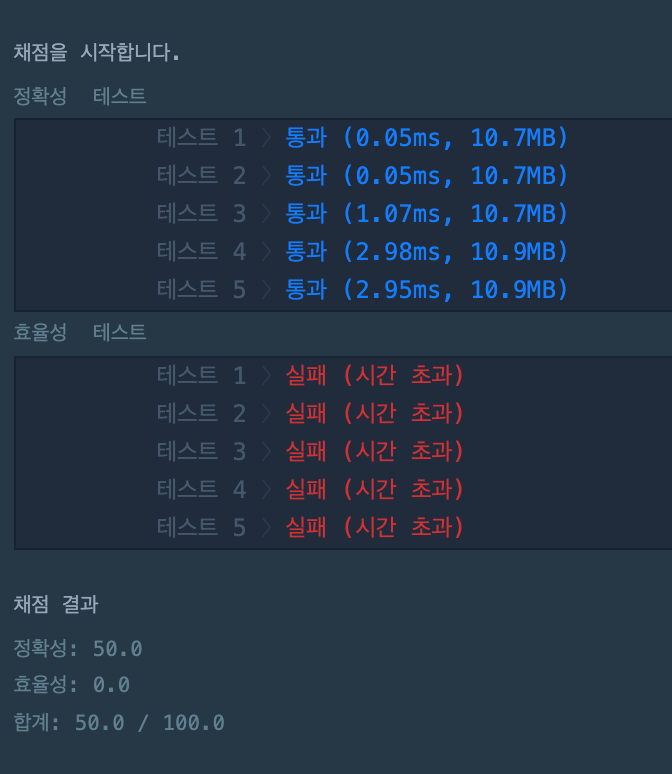 채점을 시작합니다.
정확성 테스트
테스트 1 〉 통과 (0.05ms, 10.7MB)
테스트 2 〉 통과 (0.05ms, 10.7MB)
테스트 3 〉 통과 (1.07ms, 10.7MB)
테스트 4 〉 통과 (2.98ms, 10.9MB)
테스트 5 〉 통과 (2.95ms, 10.9MB)
효율성 테스트
테스트 1 〉 실패 (시간 초과)
테스트 2 〉 실패 (시간 초과)
테스트 3 〉 실패 (시간 초과)
테스트 4 〉 실패 (시간 초과)
테스트 5 〉 실패 (시간 초과)
채점 결과
정확성: 50.0
효율성: 0.0
합계: 50.0 / 100.0